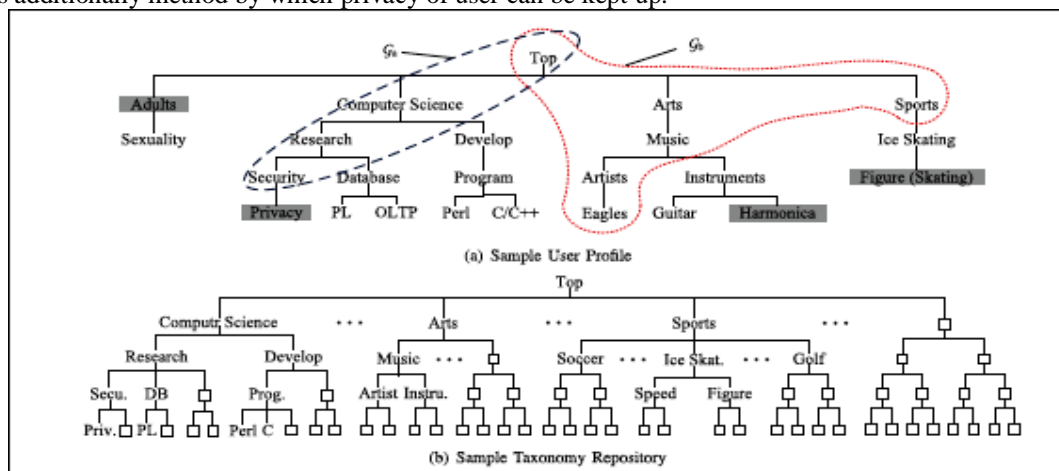 s additionally method by which privacy of user can be kept up.
Gₐ Top G_b
Adults Computer Science Arts Sports
Sexuality Research Develop Music Ice Skating
Security Database Program Artists Instruments Figure (Skating)
Privacy PL OLTP Perl C/C++ Eagles Guitar Harmonica
(a) Sample User Profile
Top
Computr Science ... Arts ... Sports ...
Research Develop Music ... Soccer ... Ice Skat. ... Golf
Secu. DB Prog. Artist Instru. Speed Figure
Priv. PL Perl C
(b) Sample Taxonomy Repository